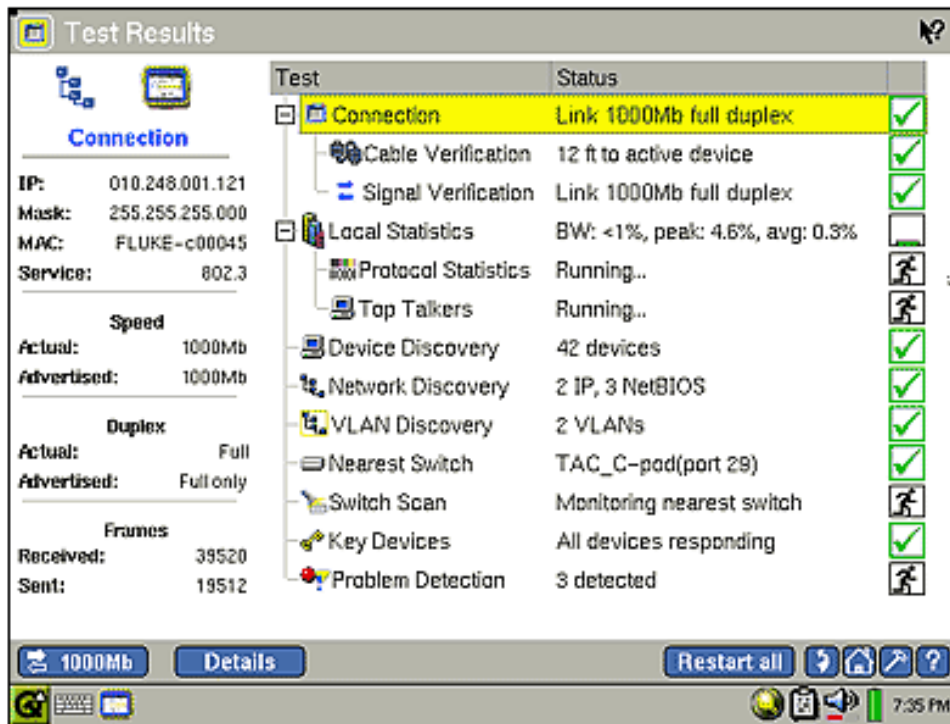 Test Results
Connection
IP: 010.248.001.121
Mask: 255.255.255.000
MAC: FLUKE-c00045
Service: 802.3
Speed
Actual: 1000Mb
Advertised: 1000Mb
Duplex
Actual: Full
Advertised: Full only
Frames
Received: 39520
Sent: 19512
Test Status
Connection Link 1000Mb full duplex
Cable Verification 12 ft to active device
Signal Verification Link 1000Mb full duplex
Local Statistics BW: <1%, peak: 4.6%, avg: 0.3%
Protocol Statistics Running...
Top Talkers Running...
Device Discovery 42 devices
Network Discovery 2 IP, 3 NetBIOS
VLAN Discovery 2 VLANs
Nearest Switch TAC_C-pod(port 29)
Switch Scan Monitoring nearest switch
Key Devices All devices responding
Problem Detection 3 detected
1000Mb Details Restart all ?
7:35 PM